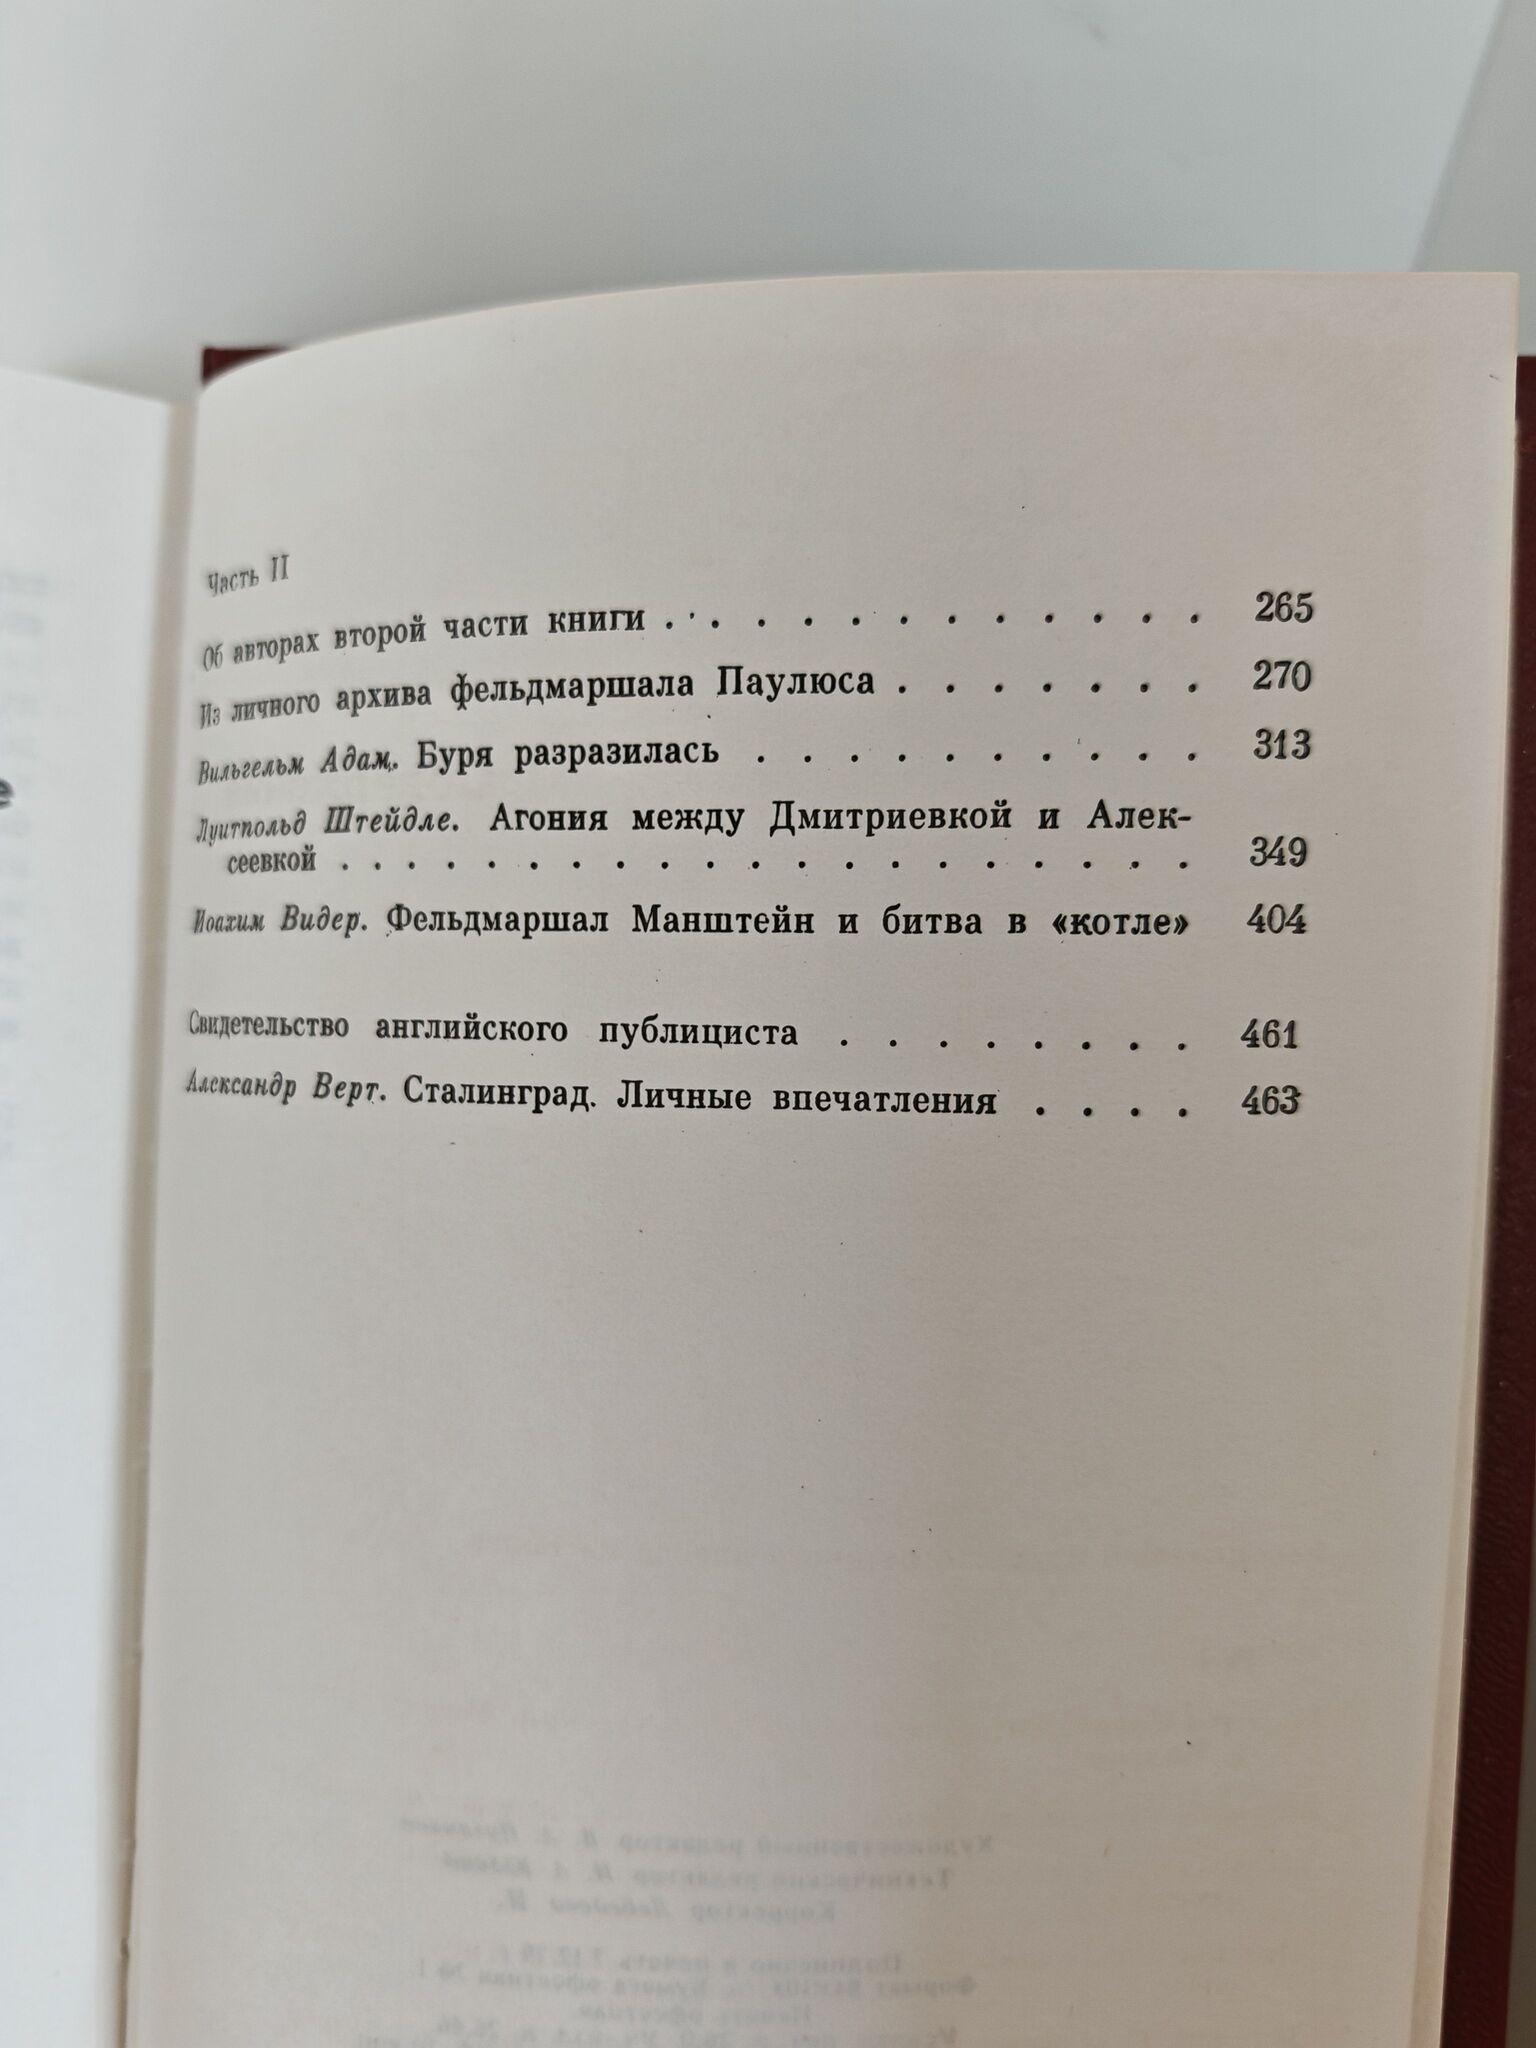 Часть II
Об авторах второй части книги . . . . . . . . . . . . 265
Из личного архива фельдмаршала Паулюса . . . . . . . 270
Вильгельм Адам. Буря разразилась . . . . . . . . . . 313
Луитпольд Штейдле. Агония между Дмитриевкой и Алек-
сеевкой . . . . . . . . . . . . . . . . . . . 349
Иоахим Видер. Фельдмаршал Манштейн и битва в «котле» 404
Свидетельство английского публициста . . . . . . . . 461
Александр Верт. Сталинград. Личные впечатления . . . . 463